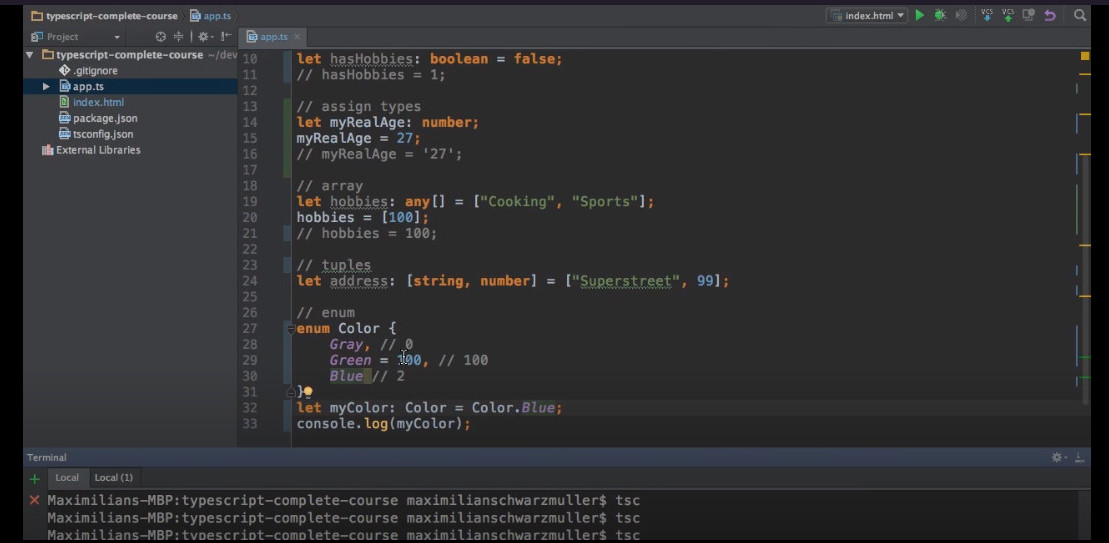 typescript-complete-course app.ts index.html VCS VCS
Project app.ts
typescript-complete-course ~/dev
.gitignore
app.ts
index.html
package.json
tsconfig.json
External Libraries
10 let hasHobbies: boolean = false;
11 // hasHobbies = 1;
12
13 // assign types
14 let myRealAge: number;
15 myRealAge = 27;
16 // myRealAge = '27';
17
18 // array
19 let hobbies: any[] = ["Cooking", "Sports"];
20 hobbies = [100];
21 // hobbies = 100;
22
23 // tuples
24 let address: [string, number] = ["Superstreet", 99];
25
26 // enum
27 enum Color {
28 Gray, // 0
29 Green = 100, // 100
30 Blue // 2
31 }
32 let myColor: Color = Color.Blue;
33 console.log(myColor);
Terminal
Local Local (1)
Maximilians-MBP:typescript-complete-course maximilianschwarzmuller$ tsc
Maximilians-MBP:typescript-complete-course maximilianschwarzmuller$ tsc
Maximilians-MBP:typescript-complete-course maximilianschwarzmuller$ tsc